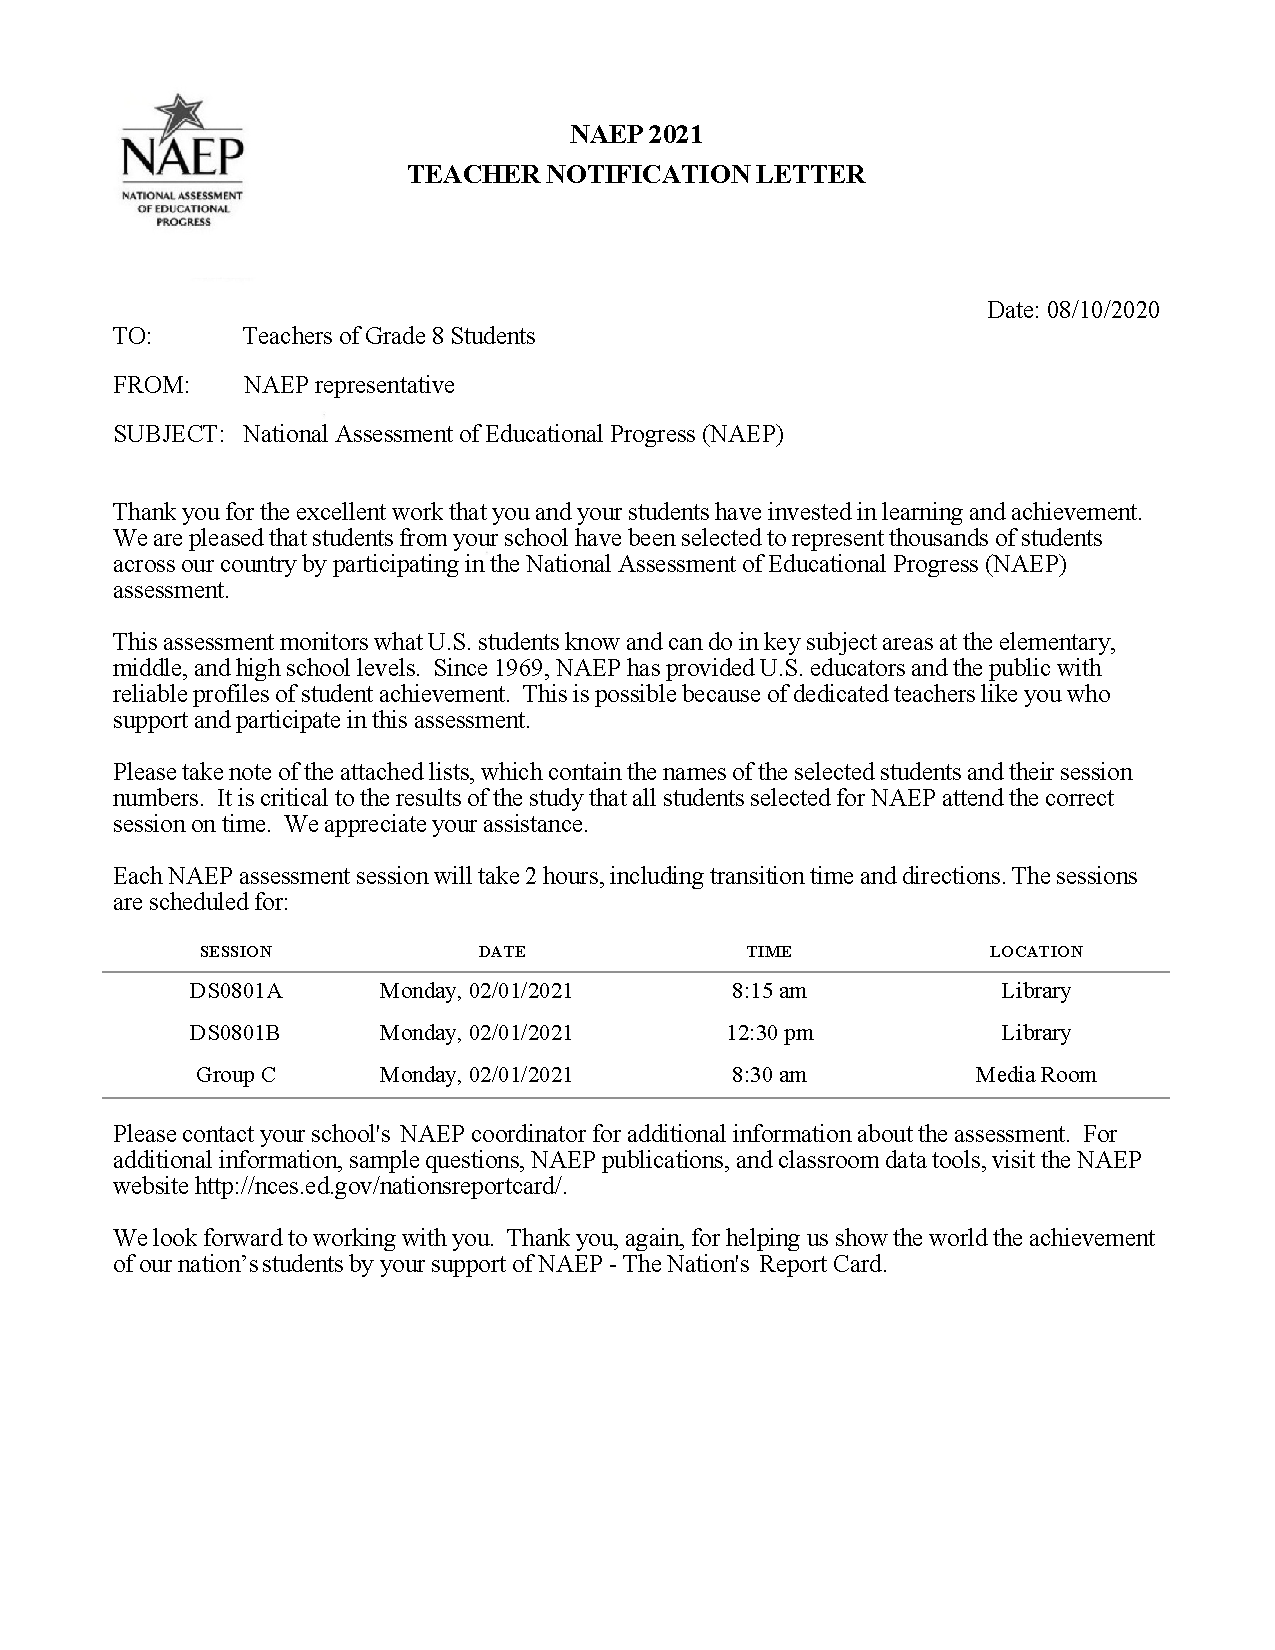 NAEP
NATIONAL ASSESSMENT
OF EDUCATIONAL
PROGRESS
NAEP 2021
TEACHER NOTIFICATION LETTER
Date: 08/10/2020
TO: Teachers of Grade 8 Students
FROM: NAEP representative
SUBJECT: National Assessment of Educational Progress (NAEP)
Thank you for the excellent work that you and your students have invested in learning and achievement.
We are pleased that students from your school have been selected to represent thousands of students
across our country by participating in the National Assessment of Educational Progress (NAEP)
assessment.
This assessment monitors what U.S. students know and can do in key subject areas at the elementary,
middle, and high school levels. Since 1969, NAEP has provided U.S. educators and the public with
reliable profiles of student achievement. This is possible because of dedicated teachers like you who
support and participate in this assessment.
Please take note of the attached lists, which contain the names of the selected students and their session
numbers. It is critical to the results of the study that all students selected for NAEP attend the correct
session on time. We appreciate your assistance.
Each NAEP assessment session will take 2 hours, including transition time and directions. The sessions
are scheduled for:
SESSION DATE TIME LOCATION
DS0801A Monday, 02/01/2021 8:15 am Library
DS0801B Monday, 02/01/2021 12:30 pm Library
Group C Monday, 02/01/2021 8:30 am Media Room
Please contact your school's NAEP coordinator for additional information about the assessment. For
additional information, sample questions, NAEP publications, and classroom data tools, visit the NAEP
website http://nces.ed.gov/nationsreportcard/.
We look forward to working with you. Thank you, again, for helping us show the world the achievement
of our nation’s students by your support of NAEP - The Nation's Report Card.